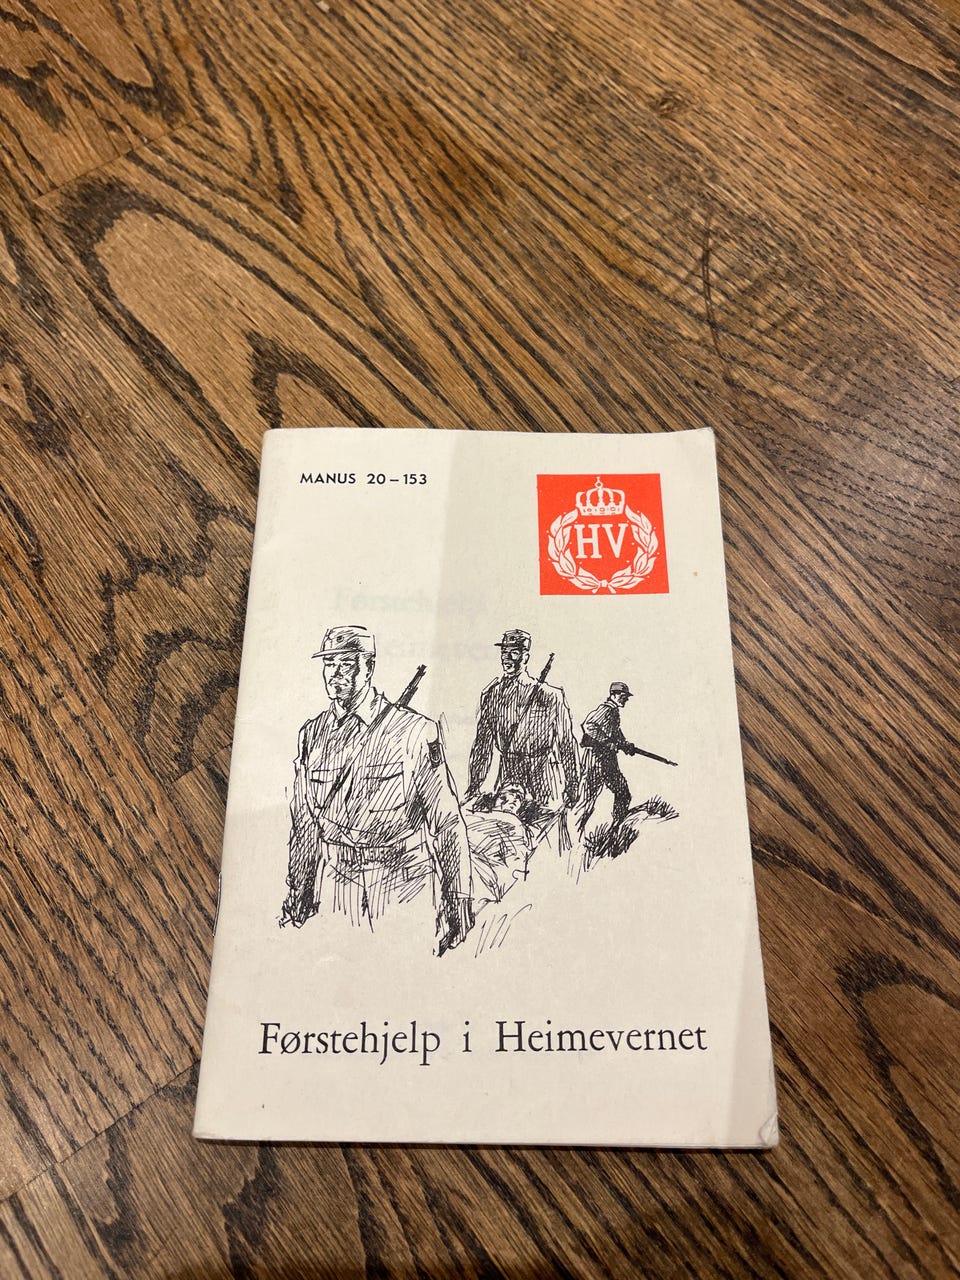 MANUS 20–153
HV
Førstehjelp i Heimevernet